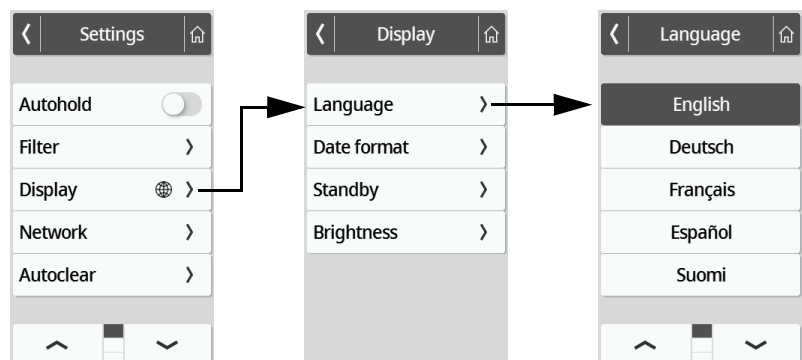 Settings
Autohold
Filter
Display
Network
Autoclear
Display
Language
Date format
Standby
Brightness
Language
English
Deutsch
Français
Español
Suomi